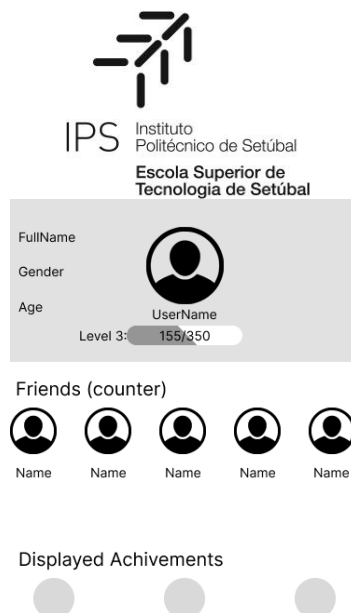 IPS
Instituto
Politécnico de Setúbal
Escola Superior de
Tecnologia de Setúbal
FullName
Gender
Age
UserName
Level 3: 155/350
Friends (counter)
Name Name Name Name Name
Displayed Achivements